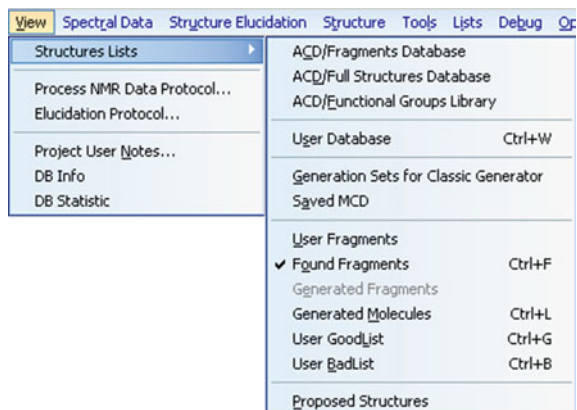 View Spectral Data Structure Elucidation Structure Tools Lists Debug Op
Structures Lists
Process NMR Data Protocol...
Elucidation Protocol...
Project User Notes...
DB Info
DB Statistic
ACD/Fragments Database
ACD/Full Structures Database
ACD/Functional Groups Library
User Database Ctrl+W
Generation Sets for Classic Generator
Saved MCD
User Fragments
Found Fragments Ctrl+F
Generated Fragments
Generated Molecules Ctrl+L
User GoodList Ctrl+G
User BadList Ctrl+B
Proposed Structures